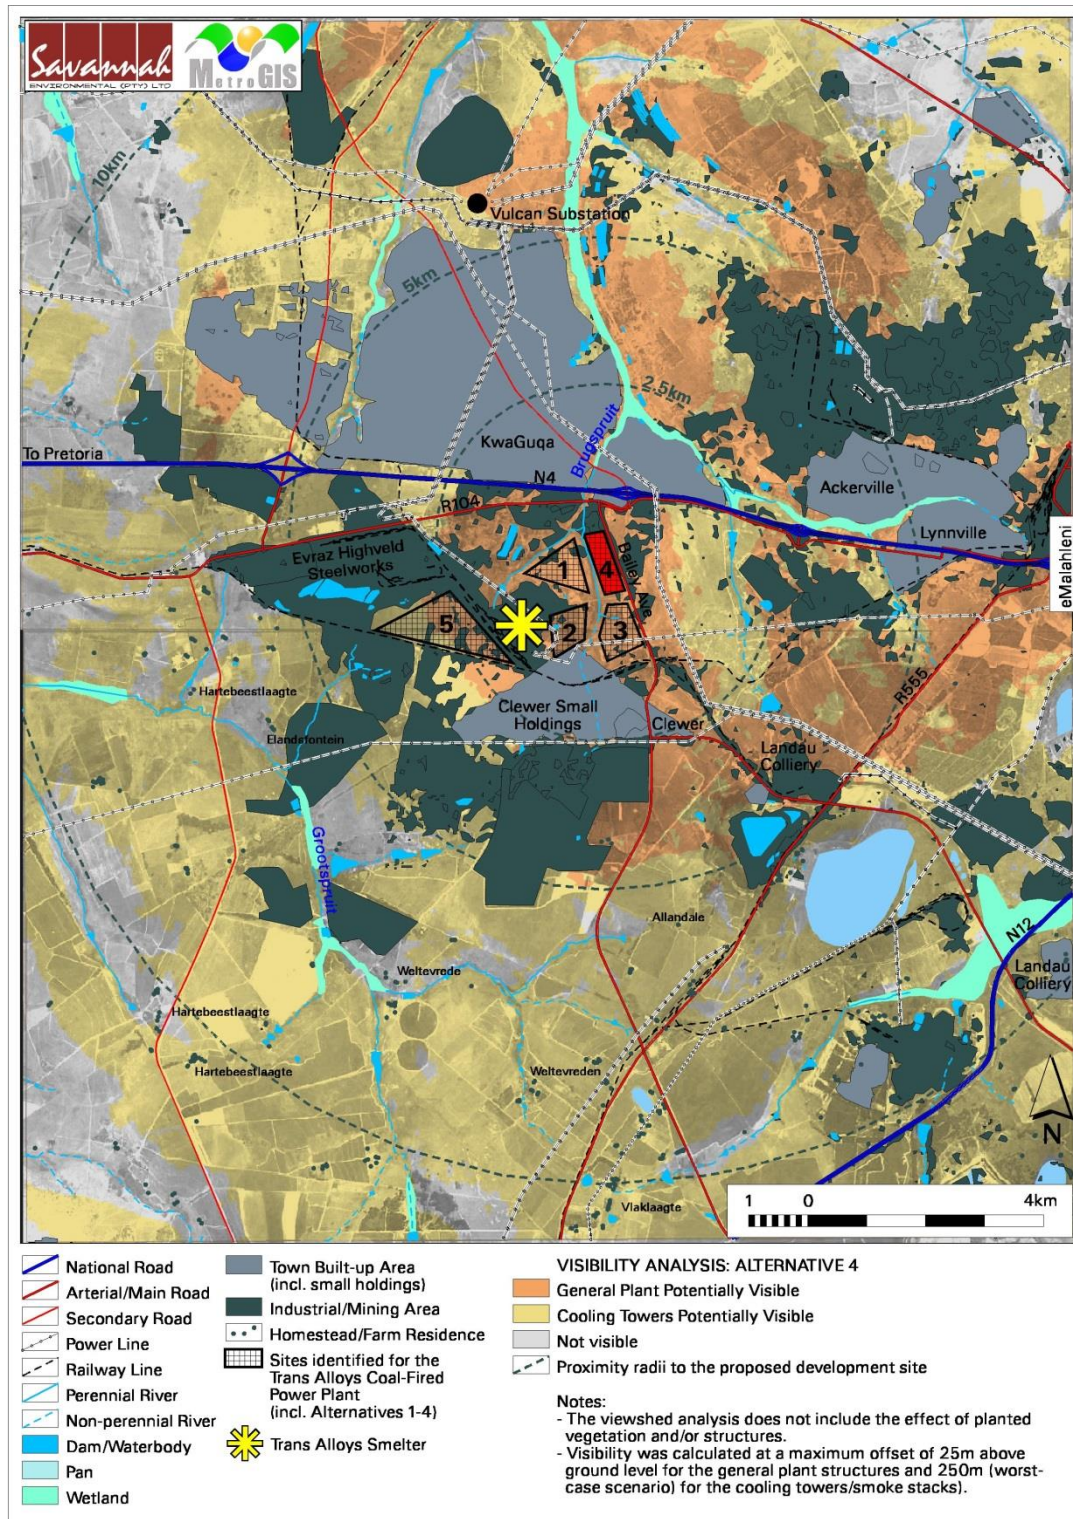 Savannah
ENVIRONMENTAL (PTY) LTD
MetroGIS
10km
Vulcan Substation
5km
2.5km
KwaGuqa
Brugspruit
To Pretoria
N4
R104
Ackerville
Lynnville
eMalahleni
Evraz Highveld
Steelworks
1
4
Balley Ave
5
2
3
R555
Hartebeestlaagte
Clewer Small
Holdings
Clewer
Elandsfontein
Landau
Colliery
Grootspruit
Allandale
N12
Weltevrede
Landau
Colliery
Hartebeestlaagte
Hartebeestlaagte
Weltevreden
N
Vlaklaagte
1 0 4km
National Road
Arterial/Main Road
Secondary Road
Power Line
Railway Line
Perennial River
Non-perennial River
Dam/Waterbody
Pan
Wetland
Town Built-up Area
(incl. small holdings)
Industrial/Mining Area
Homestead/Farm Residence
Sites identified for the
Trans Alloys Coal-Fired
Power Plant
(incl. Alternatives 1-4)
Trans Alloys Smelter
VISIBILITY ANALYSIS: ALTERNATIVE 4
General Plant Potentially Visible
Cooling Towers Potentially Visible
Not visible
Proximity radii to the proposed development site
Notes:
- The viewshed analysis does not include the effect of planted
vegetation and/or structures.
- Visibility was calculated at a maximum offset of 25m above
ground level for the general plant structures and 250m (worst-
case scenario) for the cooling towers/smoke stacks).